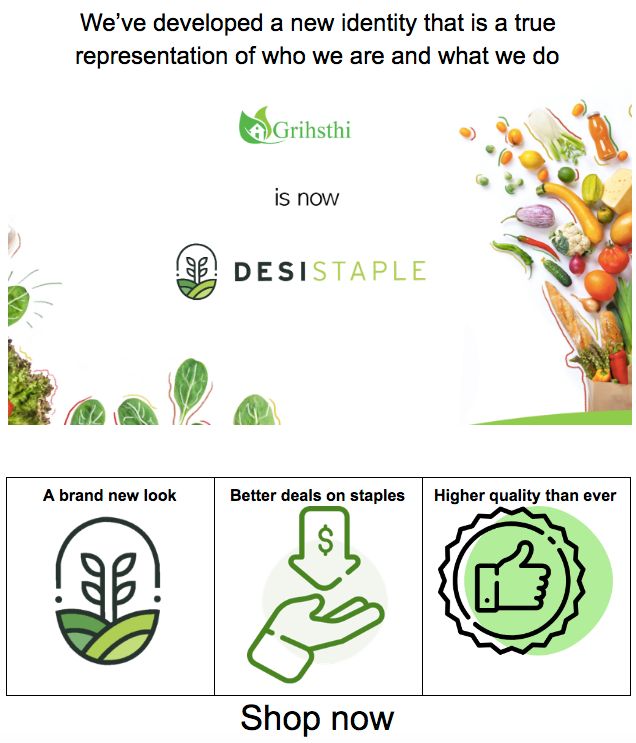 We’ve developed a new identity that is a true
representation of who we are and what we do
Grihsthi
is now
DESISTAPLE
A brand new look
Better deals on staples
Higher quality than ever
$
Shop now